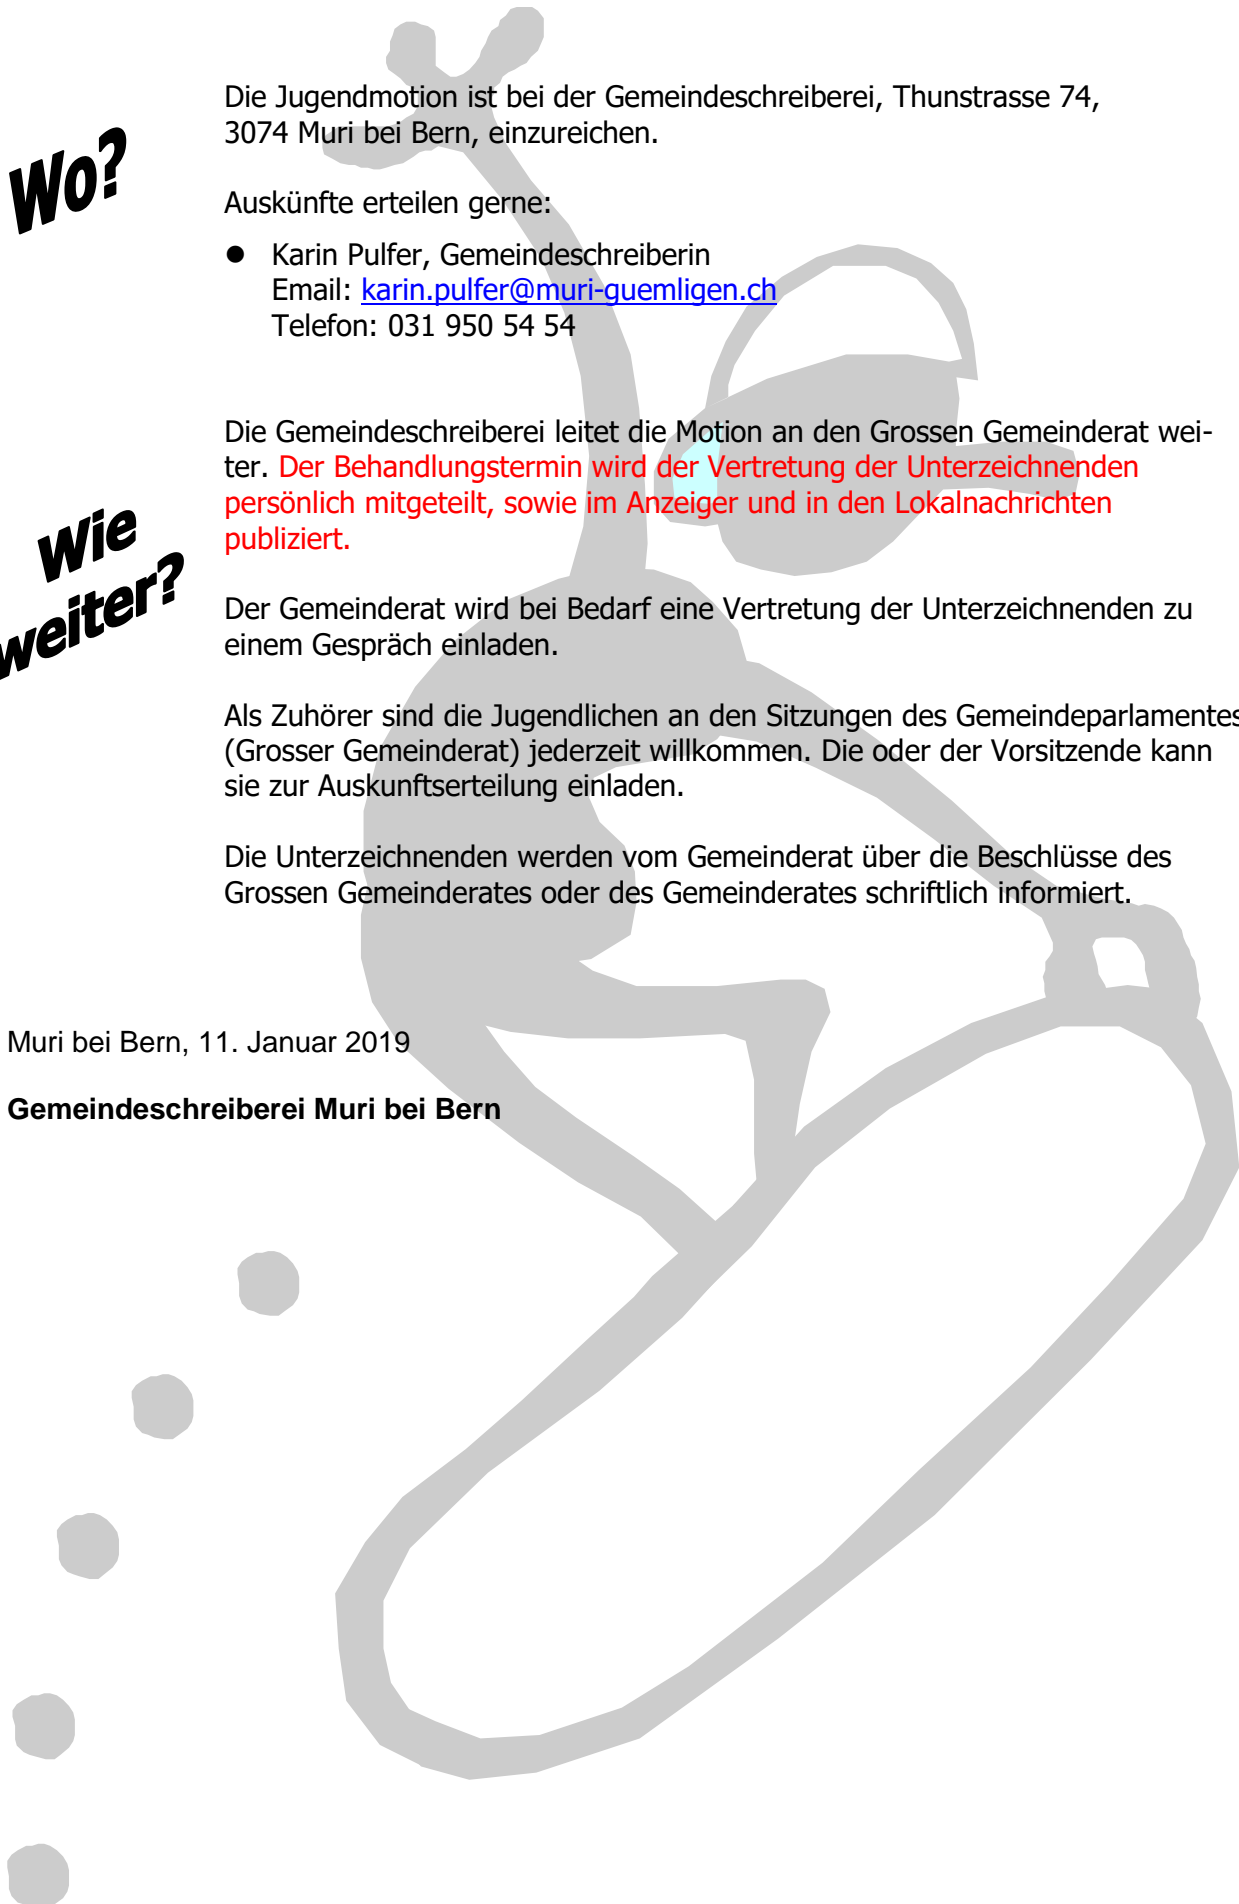 Wo?
Die Jugendmotion ist bei der Gemeindeschreiberei, Thunstrasse 74,
3074 Muri bei Bern, einzureichen.
Auskünfte erteilen gerne:
● Karin Pulfer, Gemeindeschreiberin
Email: karin.pulfer@muri-guemligen.ch
Telefon: 031 950 54 54
Wie
weiter?
Die Gemeindeschreiberei leitet die Motion an den Grossen Gemeinderat wei-
ter. Der Behandlungstermin wird der Vertretung der Unterzeichnenden
persönlich mitgeteilt, sowie im Anzeiger und in den Lokalnachrichten
publiziert.
Der Gemeinderat wird bei Bedarf eine Vertretung der Unterzeichnenden zu
einem Gespräch einladen.
Als Zuhörer sind die Jugendlichen an den Sitzungen des Gemeindeparlamentes
(Grosser Gemeinderat) jederzeit willkommen. Die oder der Vorsitzende kann
sie zur Auskunftserteilung einladen.
Die Unterzeichnenden werden vom Gemeinderat über die Beschlüsse des
Grossen Gemeinderates oder des Gemeinderates schriftlich informiert.
Muri bei Bern, 11. Januar 2019
Gemeindeschreiberei Muri bei Bern